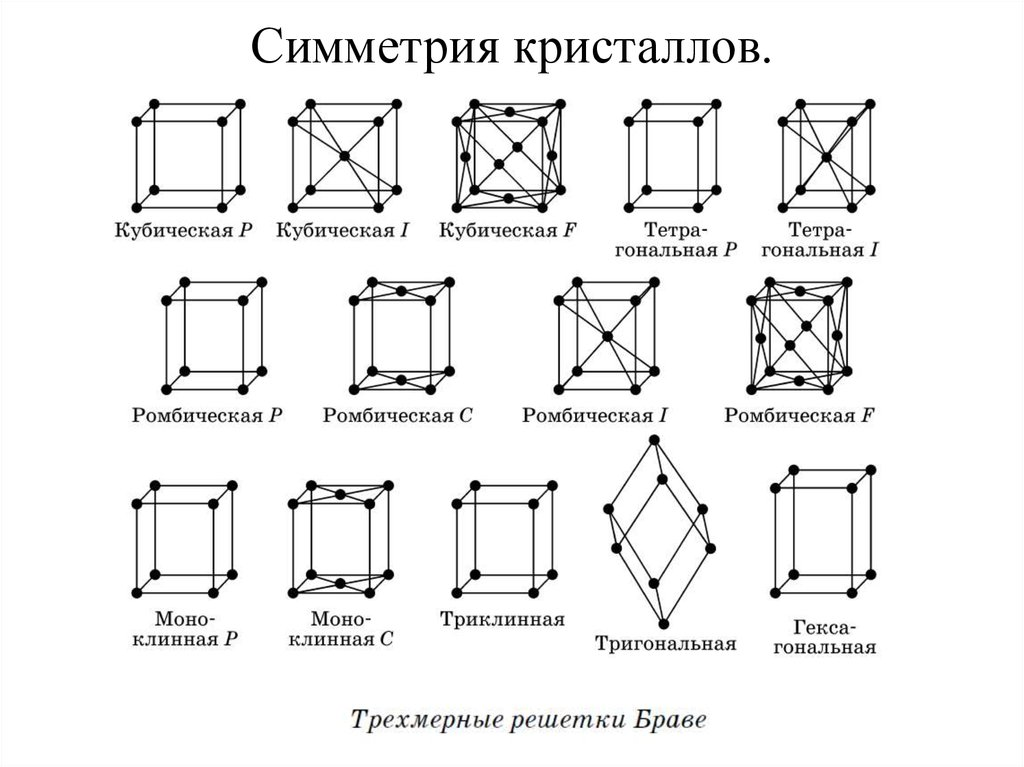 Симметрия кристаллов.
Кубическая P
Кубическая I
Кубическая F
Тетра-
гональная P
Тетра-
гональная I
Ромбическая P
Ромбическая C
Ромбическая I
Ромбическая F
Моно-
клинная P
Моно-
клинная C
Триклинная
Тригональная
Гекса-
гональная
Трехмерные решетки Браве